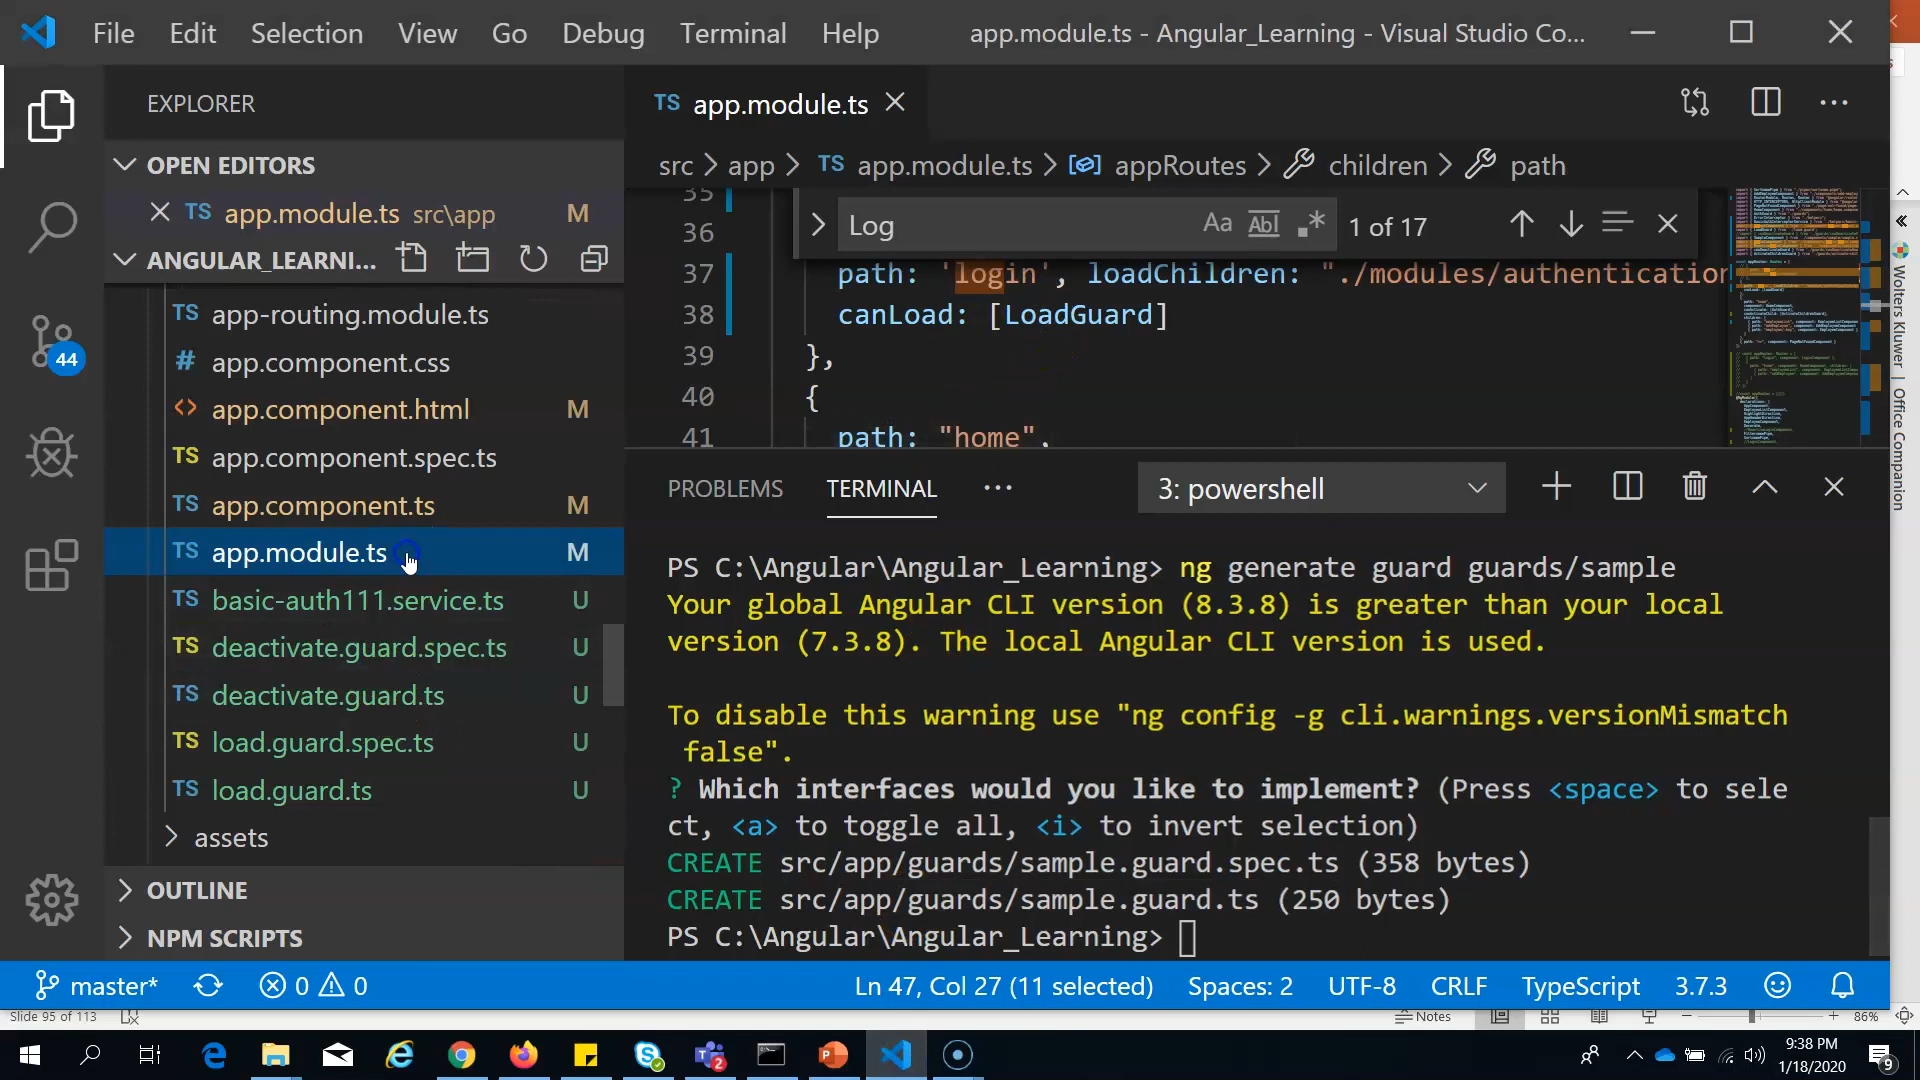 File Edit Selection View Go Debug Terminal Help app.module.ts - Angular_Learning - Visual Studio Co...
EXPLORER
OPEN EDITORS
TS app.module.ts src\app M
ANGULAR_LEARNI...
TS app-routing.module.ts
# app.component.css
<> app.component.html M
TS app.component.spec.ts
TS app.component.ts M
TS app.module.ts M
TS basic-auth111.service.ts U
TS deactivate.guard.spec.ts U
TS deactivate.guard.ts U
TS load.guard.spec.ts U
TS load.guard.ts U
assets
OUTLINE
NPM SCRIPTS
44
TS app.module.ts
src > app > TS app.module.ts > appRoutes > children > path
Log Aa Abl .* 1 of 17
35
36
37 path: 'login', loadChildren: "./modules/authentication
38 canLoad: [LoadGuard]
39 },
40 {
41 path: "home",
PROBLEMS TERMINAL ... 3: powershell
PS C:\Angular\Angular_Learning> ng generate guard guards/sample
Your global Angular CLI version (8.3.8) is greater than your local
version (7.3.8). The local Angular CLI version is used.
To disable this warning use "ng config -g cli.warnings.versionMismatch
false".
? Which interfaces would you like to implement? (Press <space> to sele
ct, <a> to toggle all, <i> to invert selection)
CREATE src/app/guards/sample.guard.spec.ts (358 bytes)
CREATE src/app/guards/sample.guard.ts (250 bytes)
PS C:\Angular\Angular_Learning>
master* 0 0 Ln 47, Col 27 (11 selected) Spaces: 2 UTF-8 CRLF TypeScript 3.7.3
Wolters Kluwer | Office Companion
Slide 95 of 113 Notes 86%
2
9:38 PM
1/18/2020
9